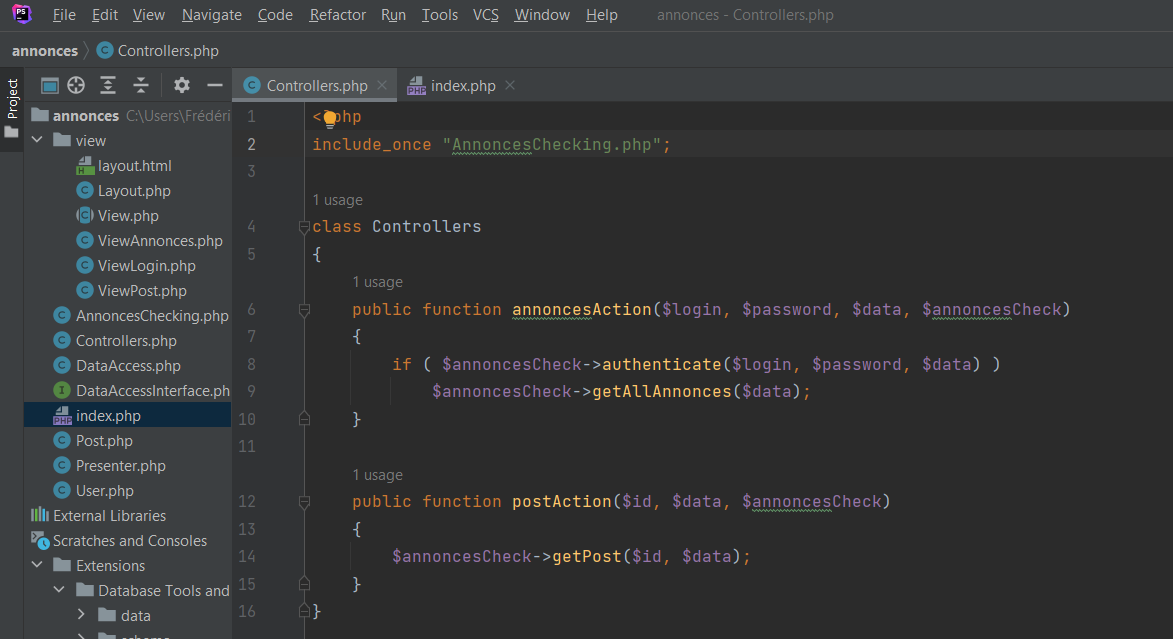 PS File Edit View Navigate Code Refactor Run Tools VCS Window Help annonces - Controllers.php
annonces C Controllers.php
Project
C Controllers.php PHP index.php
annonces C:\Users\Frédéri
view
H layout.html
C Layout.php
C View.php
C ViewAnnonces.php
C ViewLogin.php
C ViewPost.php
C AnnoncesChecking.php
C Controllers.php
C DataAccess.php
I DataAccessInterface.ph
PHP index.php
C Post.php
C Presenter.php
C User.php
External Libraries
Scratches and Consoles
Extensions
Database Tools and
data
1 <?php
2 include_once "AnnoncesChecking.php";
3
1 usage
4 class Controllers
5 {
1 usage
6 public function annoncesAction($login, $password, $data, $annoncesCheck)
7 {
8 if ( $annoncesCheck->authenticate($login, $password, $data) )
9 $annoncesCheck->getAllAnnonces($data);
10 }
11
1 usage
12 public function postAction($id, $data, $annoncesCheck)
13 {
14 $annoncesCheck->getPost($id, $data);
15 }
16 }